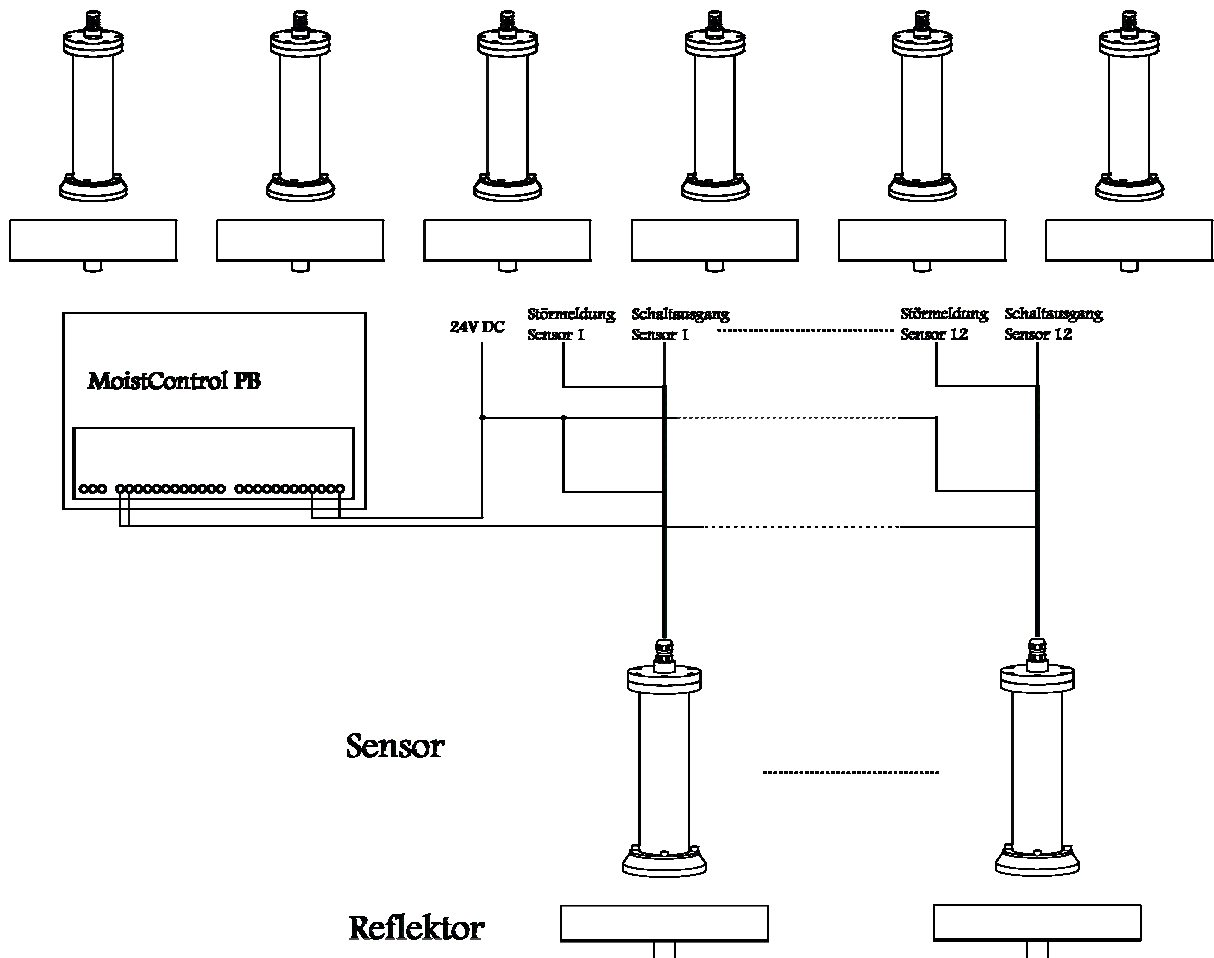 24V DC
Störmeldung
Sensor 1
Schaltausgang
Sensor 1
Störmeldung
Sensor 12
Schaltausgang
Sensor 12
MoistControl PB
Sensor
Reflektor